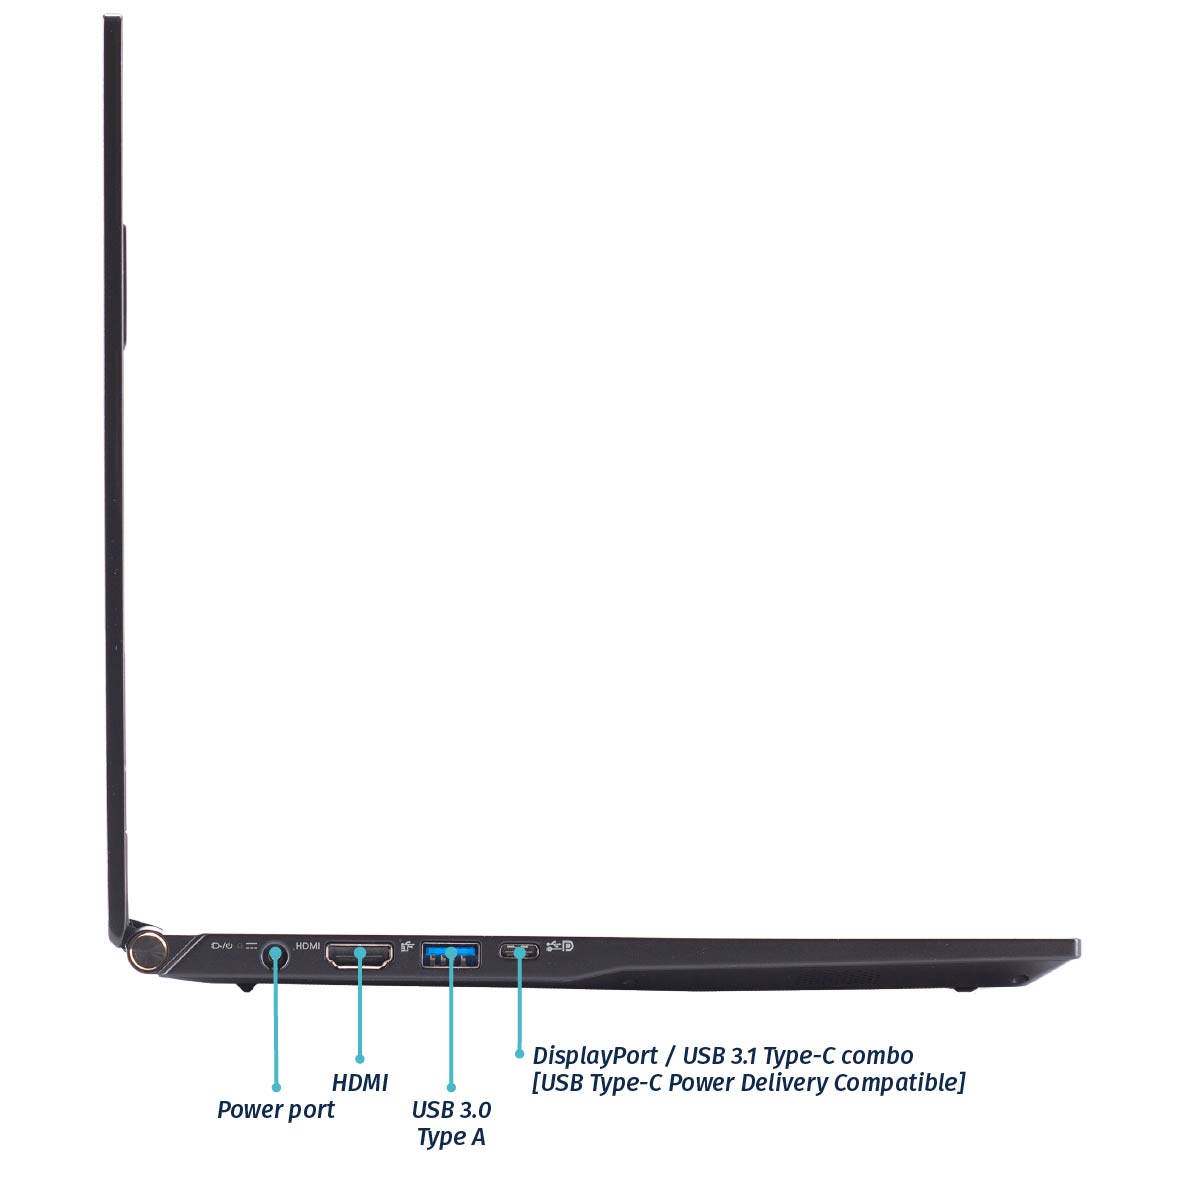 HDMI
DisplayPort / USB 3.1 Type-C combo
[USB Type-C Power Delivery Compatible]
HDMI
Power port
USB 3.0
Type A